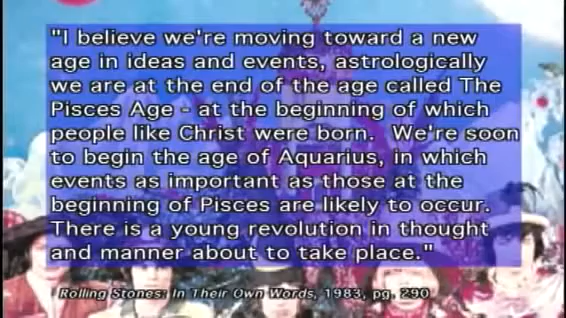 "I believe we're moving toward a new
age in ideas and events, astrologically
we are at the end of the age called The
Pisces Age - at the beginning of which
people like Christ were born. We're soon
to begin the age of Aquarius, in which
events as important as those at the
beginning of Pisces are likely to occur.
There is a young revolution in thought
and manner about to take place."
Rolling Stones: In Their Own Words, 1983, pg. 290